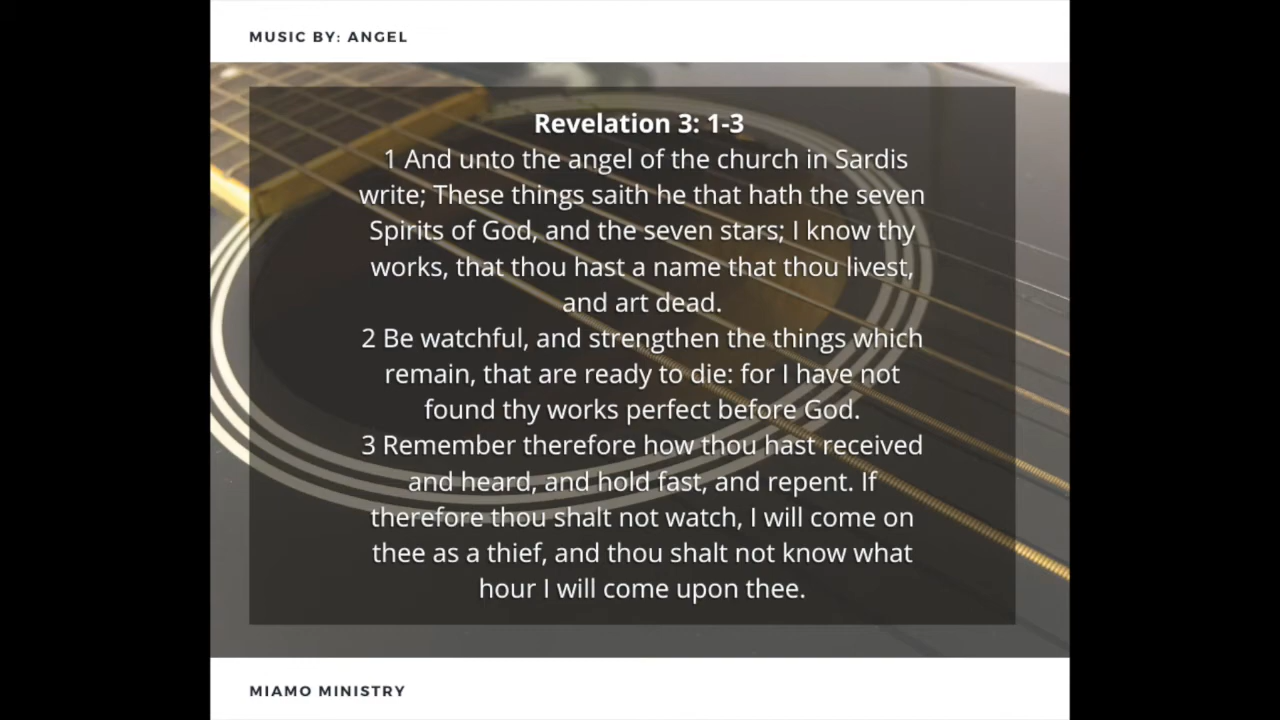 MUSIC BY: ANGEL
Revelation 3: 1-3
1 And unto the angel of the church in Sardis
write; These things saith he that hath the seven
Spirits of God, and the seven stars; I know thy
works, that thou hast a name that thou livest,
and art dead.
2 Be watchful, and strengthen the things which
remain, that are ready to die: for I have not
found thy works perfect before God.
3 Remember therefore how thou hast received
and heard, and hold fast, and repent. If
therefore thou shalt not watch, I will come on
thee as a thief, and thou shalt not know what
hour I will come upon thee.
MIAMO MINISTRY